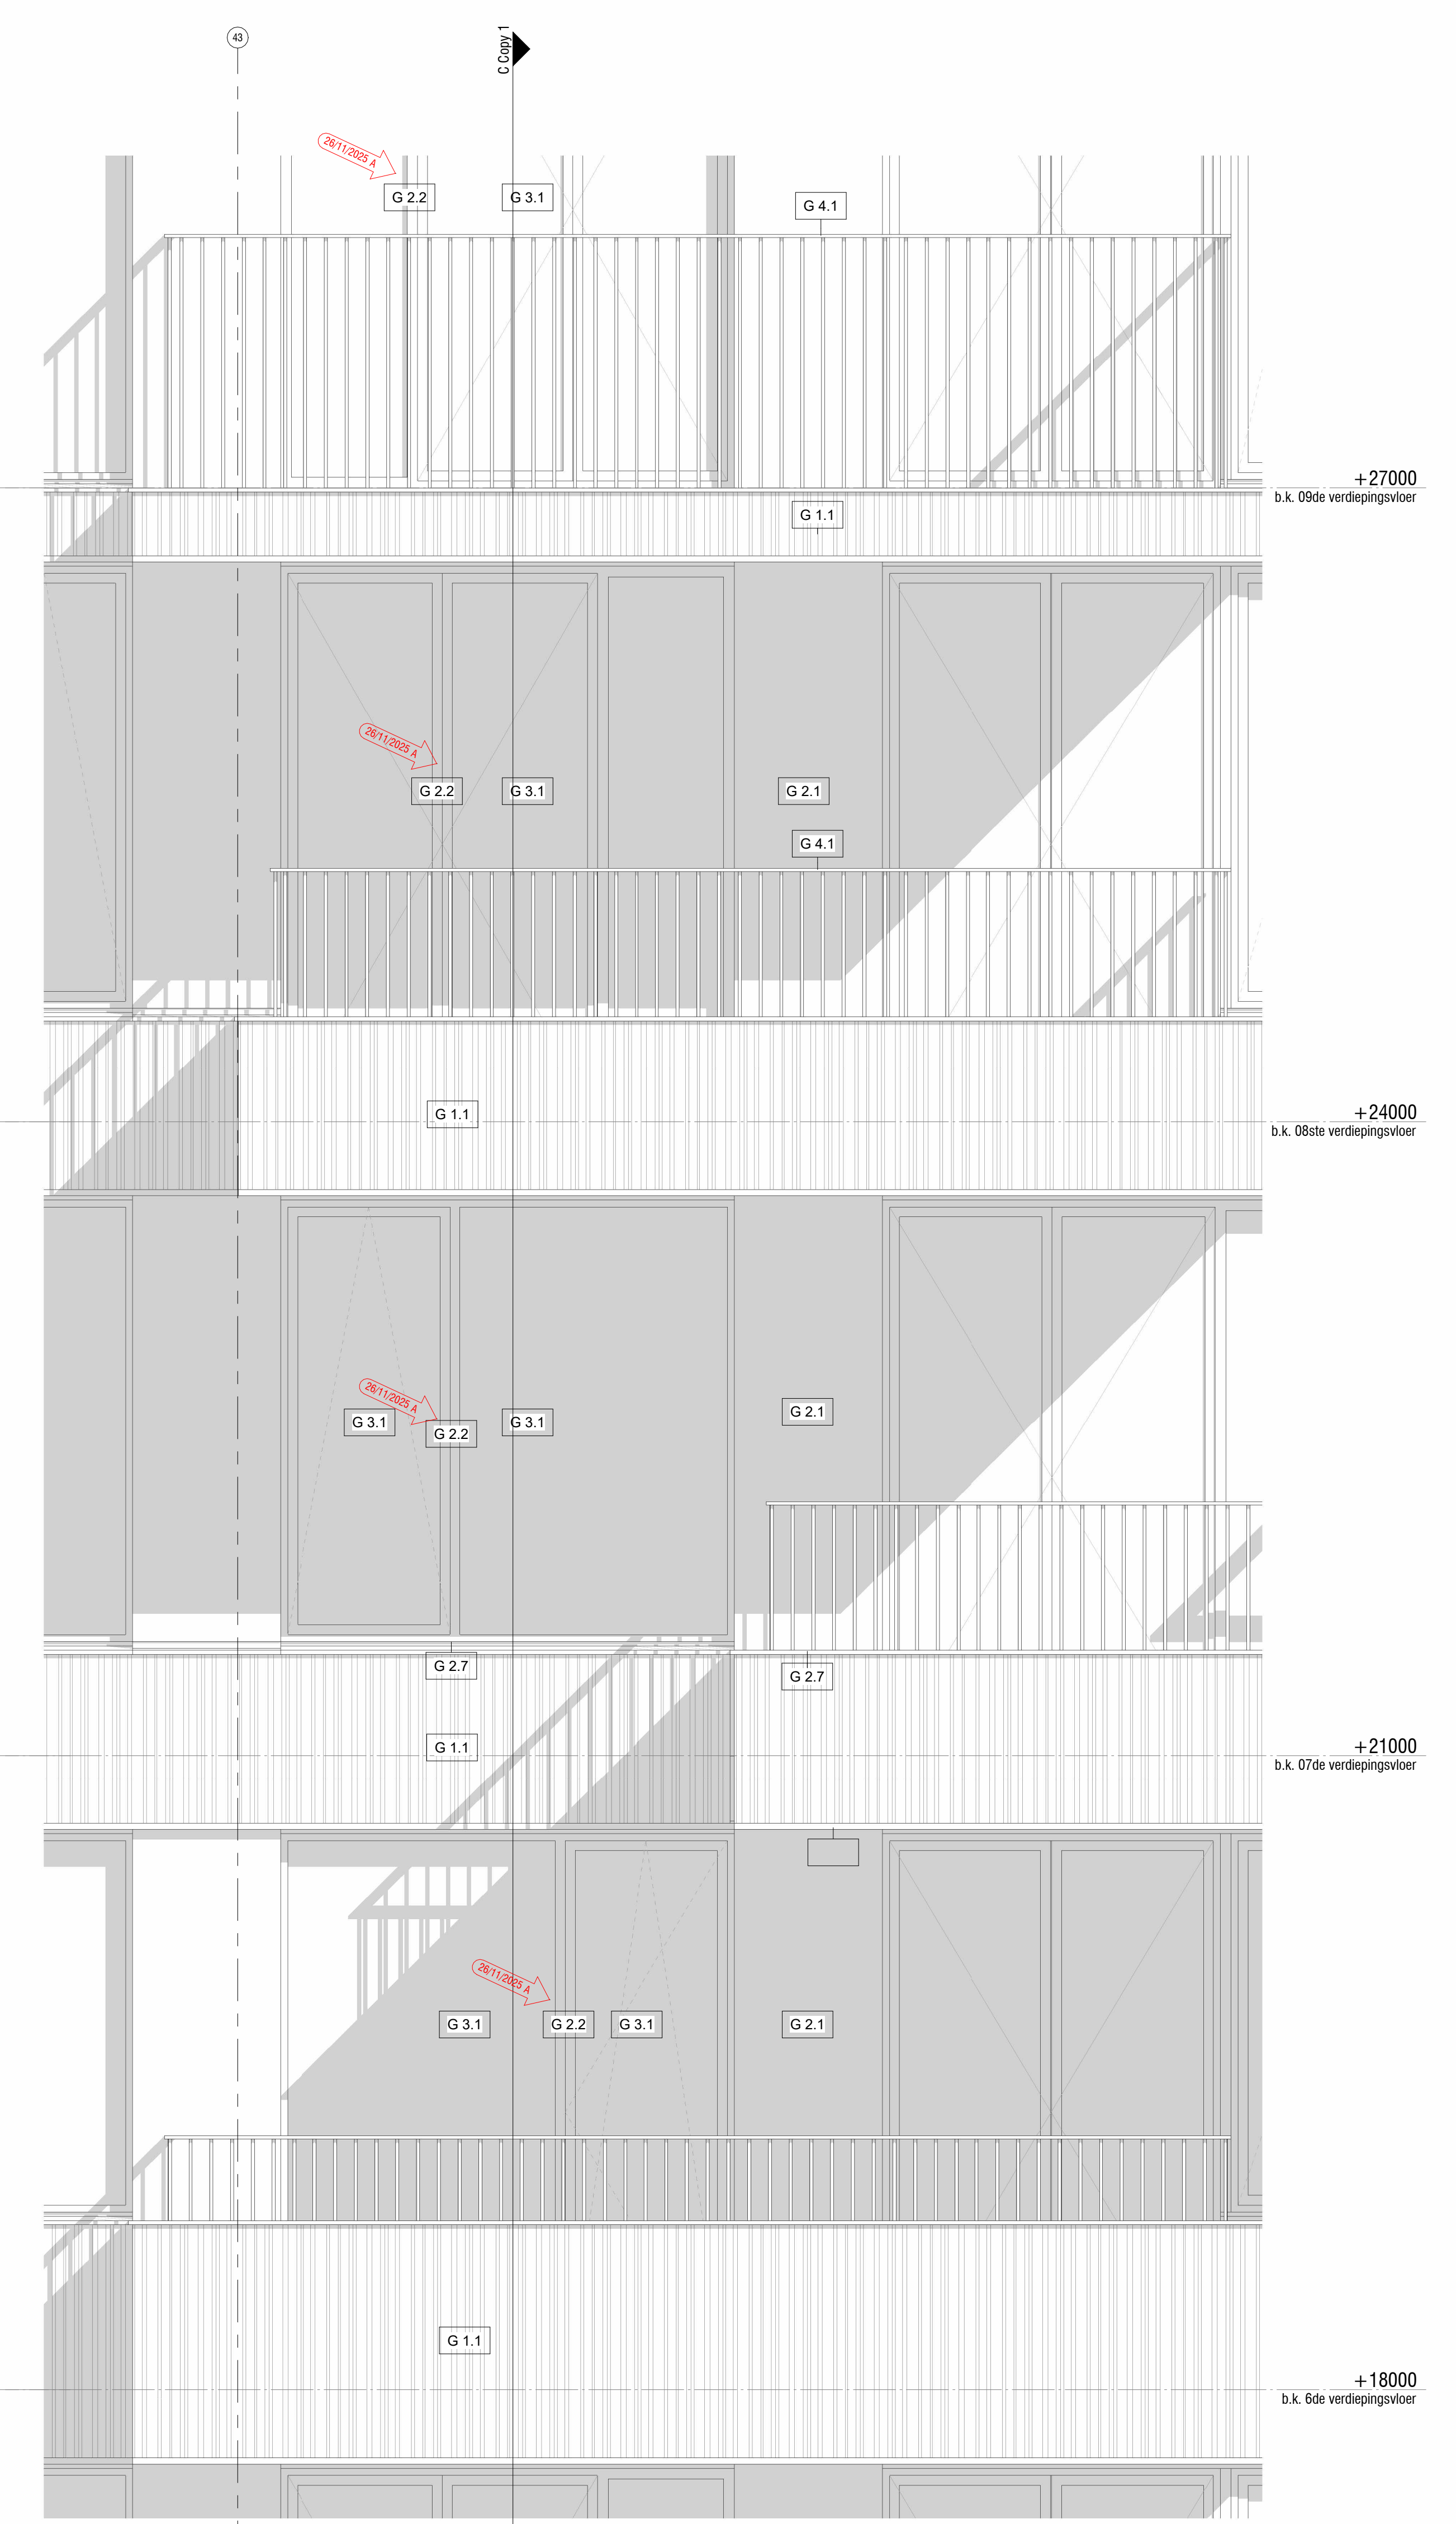 43
C Copy 1
26/11/2025 A
G 2.2
G 3.1
G 4.1
+27000
b.k. 09de verdiepingsvloer
G 1.1
26/11/2025 A
G 2.2
G 3.1
G 2.1
G 4.1
G 1.1
+24000
b.k. 08ste verdiepingsvloer
26/11/2025 A
G 3.1
G 2.2
G 3.1
G 2.1
G 2.7
G 2.7
G 1.1
+21000
b.k. 07de verdiepingsvloer
26/11/2025 A
G 3.1
G 2.2
G 3.1
G 2.1
G 1.1
+18000
b.k. 6de verdiepingsvloer